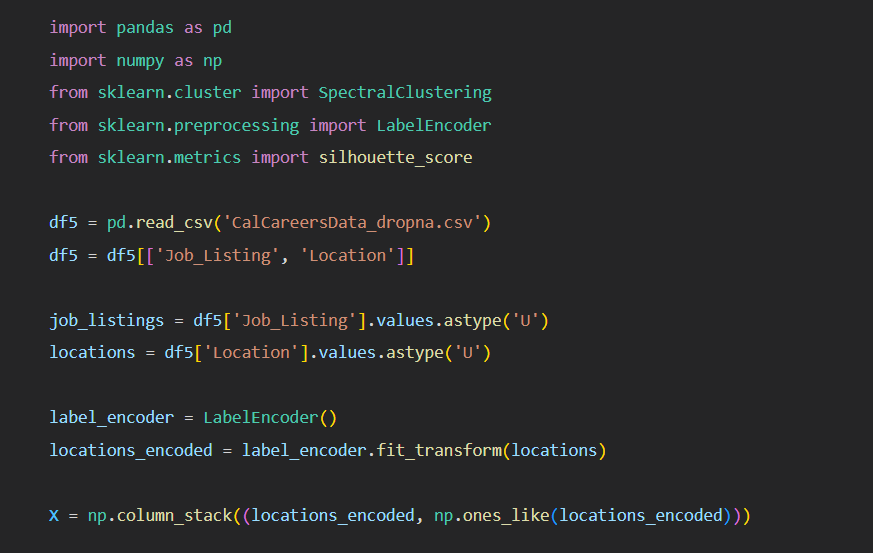 import pandas as pd
import numpy as np
from sklearn.cluster import SpectralClustering
from sklearn.preprocessing import LabelEncoder
from sklearn.metrics import silhouette_score
df5 = pd.read_csv('CalCareersData_dropna.csv')
df5 = df5[['Job_Listing', 'Location']]
job_listings = df5['Job_Listing'].values.astype('U')
locations = df5['Location'].values.astype('U')
label_encoder = LabelEncoder()
locations_encoded = label_encoder.fit_transform(locations)
X = np.column_stack((locations_encoded, np.ones_like(locations_encoded)))